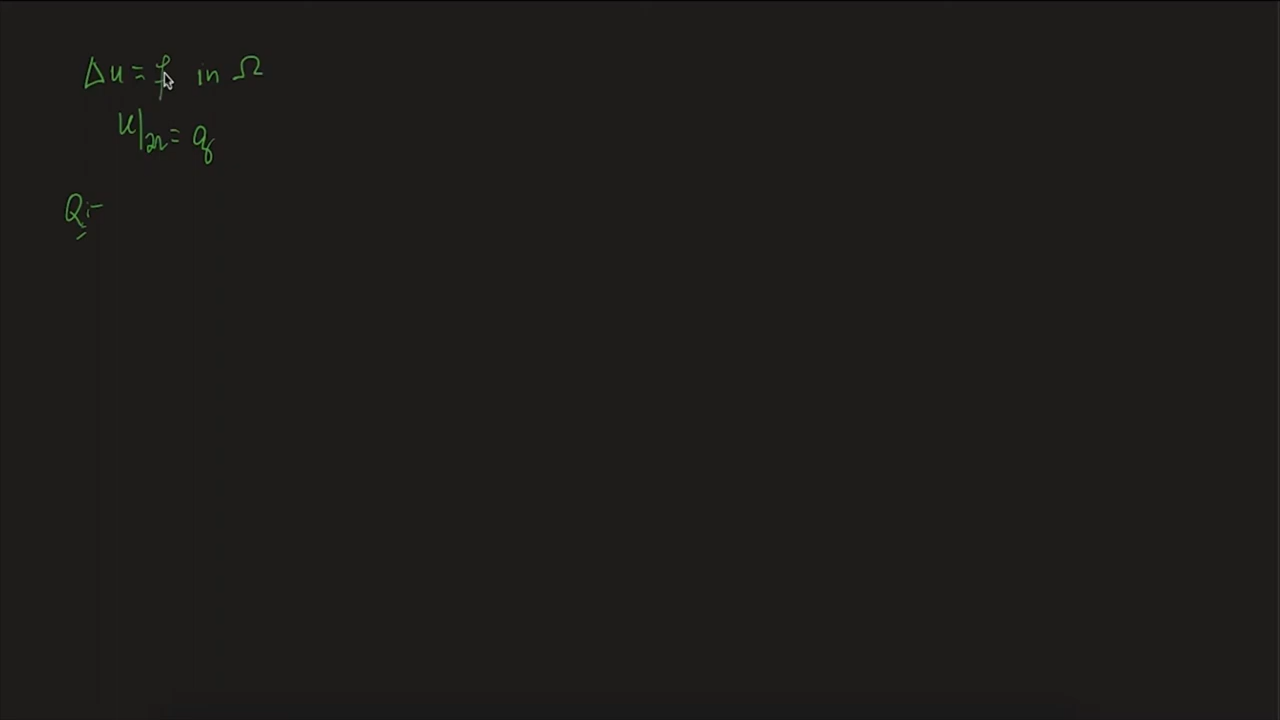 Δu = f in Ω
u|∂Ω = g
Q:-